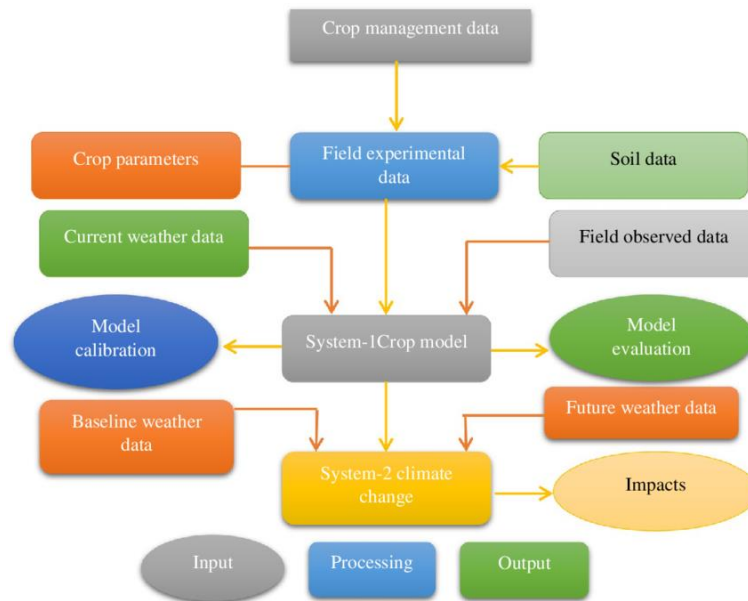 Crop management data
Crop parameters
Field experimental
data
Soil data
Current weather data
Field observed data
Model
calibration
System-1Crop model
Model
evaluation
Baseline weather
data
Future weather data
System-2 climate
change
Impacts
Input
Processing
Output